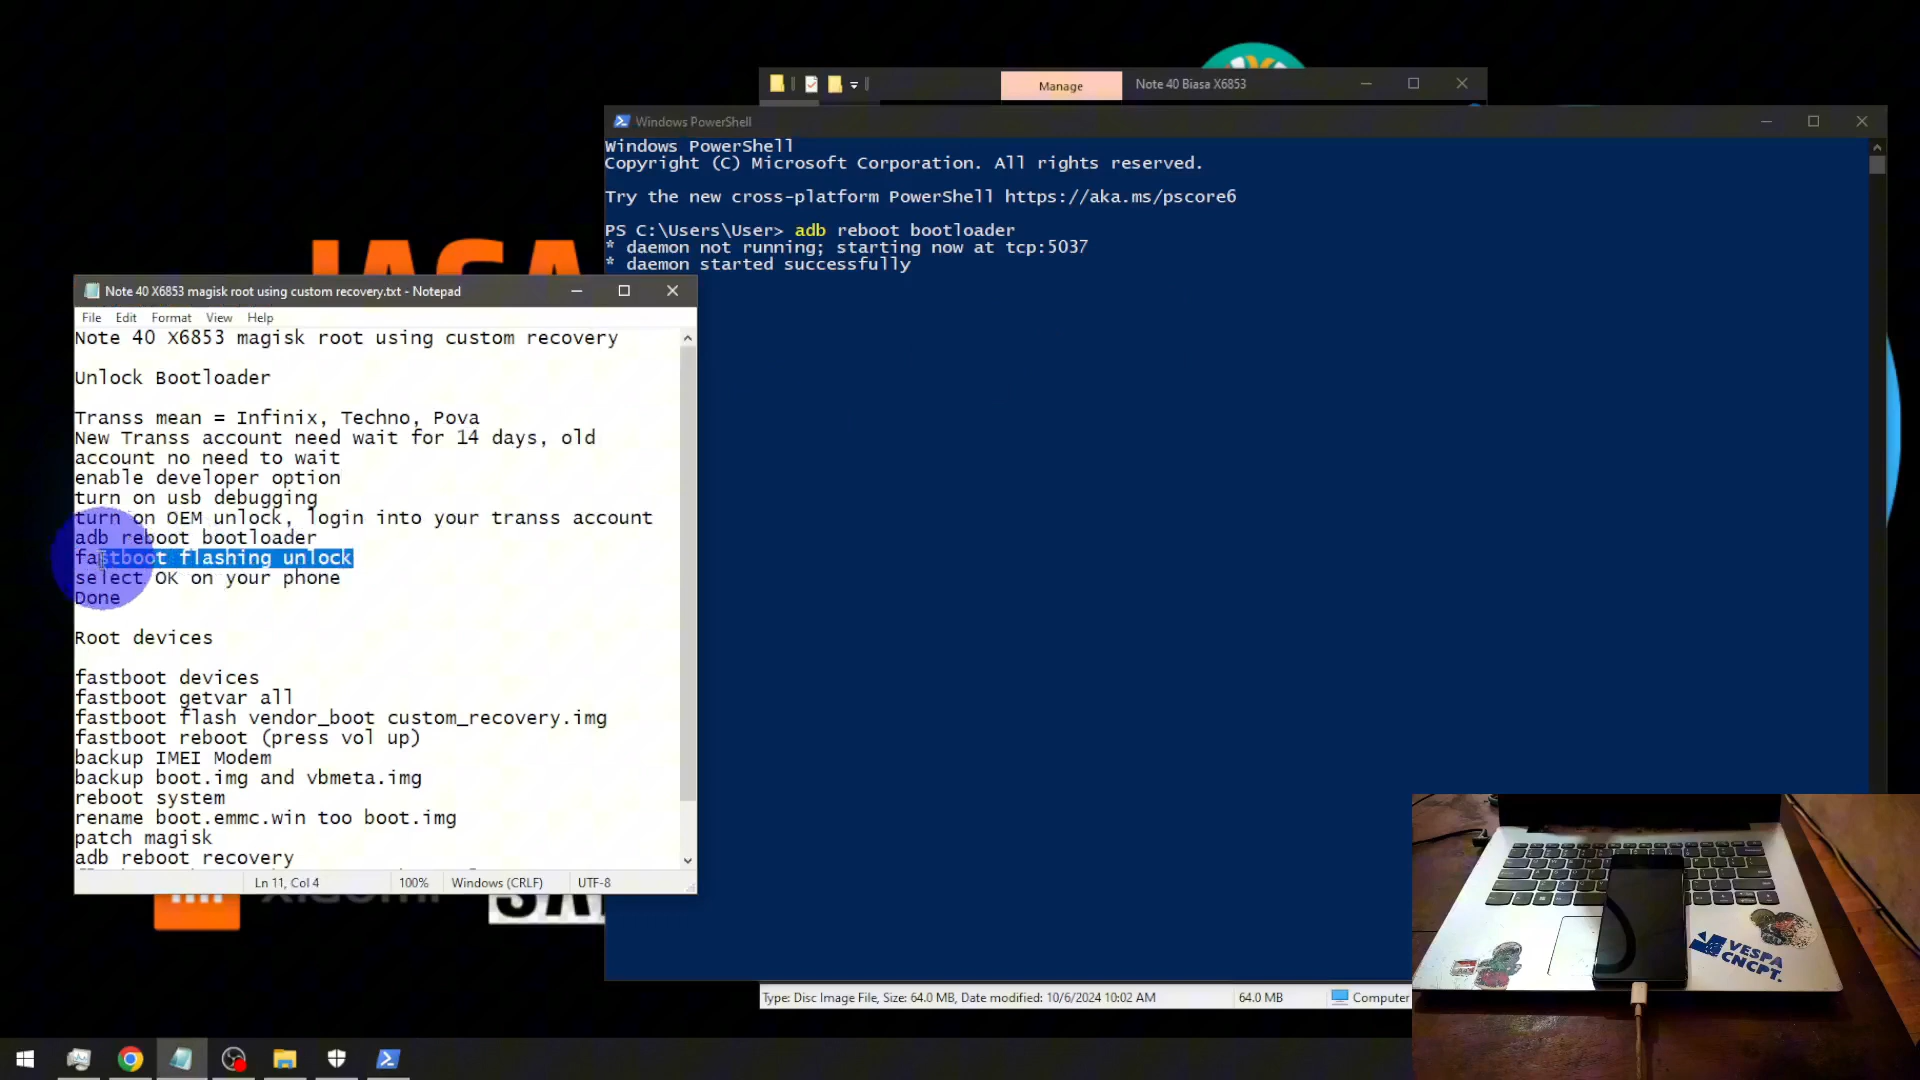 Manage
Note 40 Biasa X6853
Windows PowerShell
Windows PowerShell
Copyright (C) Microsoft Corporation. All rights reserved.
Try the new cross-platform PowerShell https://aka.ms/pscore6
PS C:\Users\User> adb reboot bootloader
* daemon not running; starting now at tcp:5037
* daemon started successfully
Note 40 X6853 magisk root using custom recovery.txt - Notepad
File Edit Format View Help
Note 40 X6853 magisk root using custom recovery
Unlock Bootloader
Transs mean = Infinix, Techno, Pova
New Transs account need wait for 14 days, old
account no need to wait
enable developer option
turn on usb debugging
turn on OEM unlock, login into your transs account
adb reboot bootloader
fastboot flashing unlock
select OK on your phone
Done
Root devices
fastboot devices
fastboot getvar all
fastboot flash vendor_boot custom_recovery.img
fastboot reboot (press vol up)
backup IMEI Modem
backup boot.img and vbmeta.img
reboot system
rename boot.emmc.win too boot.img
patch magisk
adb reboot recovery
Ln 11, Col 4 100% Windows (CRLF) UTF-8
Type: Disc Image File, Size: 64.0 MB, Date modified: 10/6/2024 10:02 AM 64.0 MB Computer
VESPA
CNCPT.